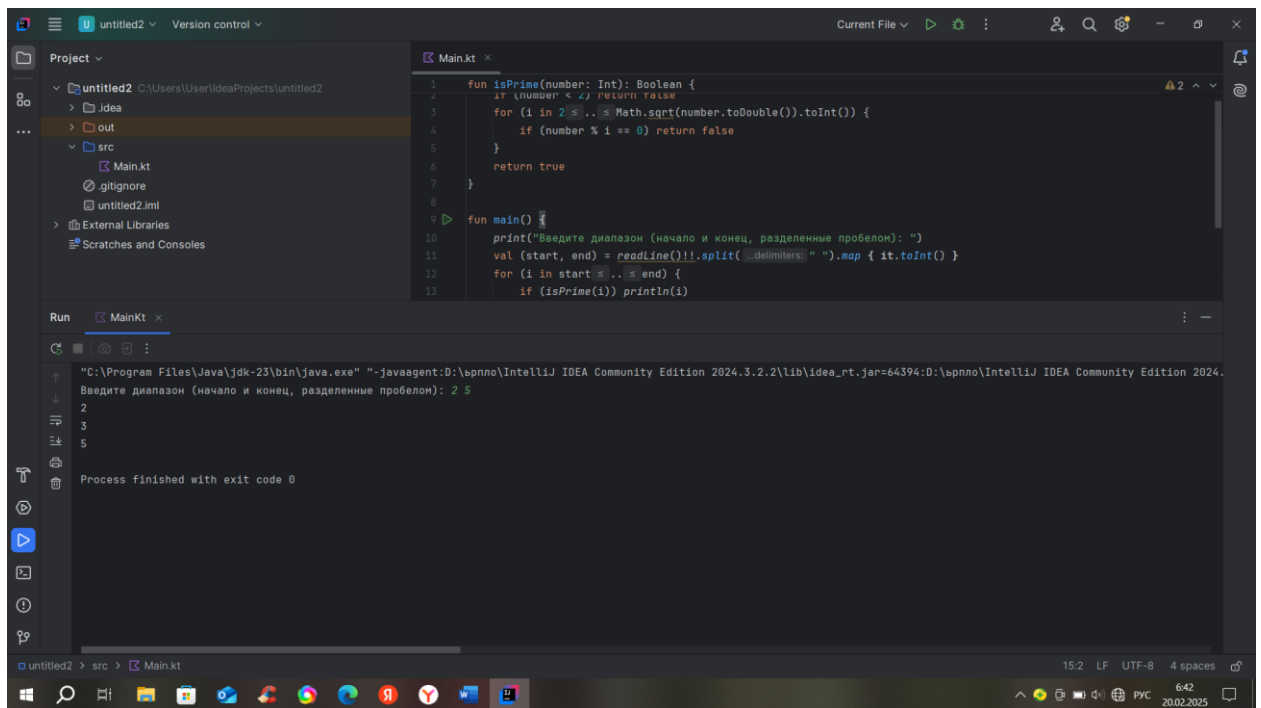 U untitled2 Version control Current File
Project
Main.kt
untitled2 C:\Users\User\IdeaProjects\untitled2
.idea
out
src
Main.kt
.gitignore
untitled2.iml
External Libraries
Scratches and Consoles
1 fun isPrime(number: Int): Boolean {
2 if (number < 2) return false
3 for (i in 2 ≤ .. ≤ Math.sqrt(number.toDouble()).toInt()) {
4 if (number % i == 0) return false
5 }
6 return true
7 }
8
9 fun main() {
10 print("Введите диапазон (начало и конец, разделенные пробелом): ")
11 val (start, end) = readLine()!!.split( ...delimiters: " ").map { it.toInt() }
12 for (i in start ≤ .. ≤ end) {
13 if (isPrime(i)) println(i)
2
Run MainKt
"C:\Program Files\Java\jdk-23\bin\java.exe" "-javaagent:D:\ьрпло\IntelliJ IDEA Community Edition 2024.3.2.2\lib\idea_rt.jar=64394:D:\ьрпло\IntelliJ IDEA Community Edition 2024.
Введите диапазон (начало и конец, разделенные пробелом): 2 5
2
3
5
Process finished with exit code 0
untitled2 > src > Main.kt
15:2 LF UTF-8 4 spaces
РУС
6:42
20.02.2025